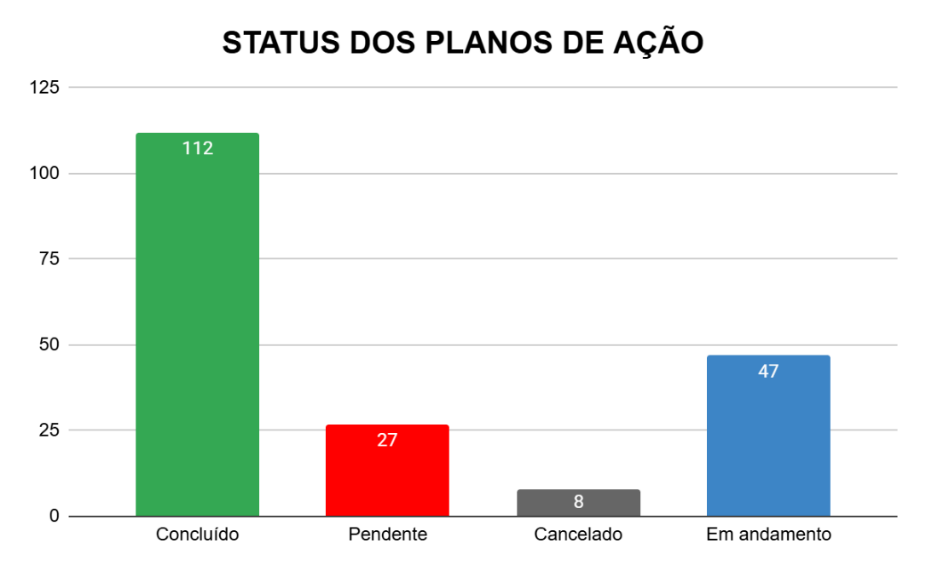 STATUS DOS PLANOS DE AÇÃO
125
100
75
50
25
0
112
27
8
47
Concluído
Pendente
Cancelado
Em andamento